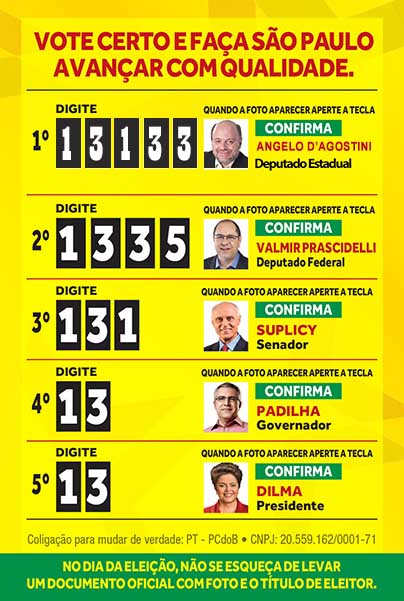 VOTE CERTO E FAÇA SÃO PAULO
AVANÇAR COM QUALIDADE.
DIGITE
QUANDO A FOTO APARECER APERTE A TECLA
1º
13133
CONFIRMA
ANGELO D'AGOSTINI
Deputado Estadual
DIGITE
QUANDO A FOTO APARECER APERTE A TECLA
2º
1335
CONFIRMA
VALMIR PRASCIDELLI
Deputado Federal
DIGITE
QUANDO A FOTO APARECER APERTE A TECLA
3º
131
CONFIRMA
SUPLICY
Senador
DIGITE
QUANDO A FOTO APARECER APERTE A TECLA
4º
13
CONFIRMA
PADILHA
Governador
DIGITE
QUANDO A FOTO APARECER APERTE A TECLA
5º
13
CONFIRMA
DILMA
Presidente
Coligação para mudar de verdade: PT - PCdoB • CNPJ: 20.559.162/0001-71
NO DIA DA ELEIÇÃO, NÃO SE ESQUEÇA DE LEVAR
UM DOCUMENTO OFICIAL COM FOTO E O TÍTULO DE ELEITOR.